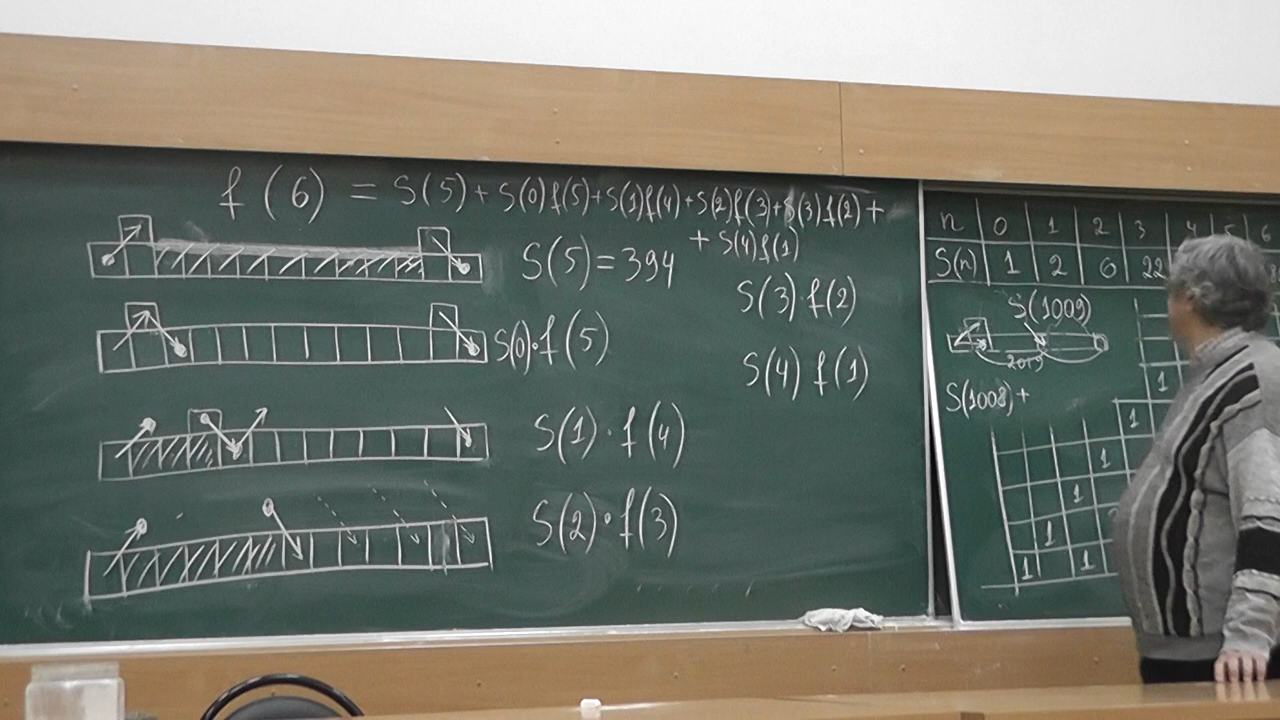 f(6) = S(5) + S(0)f(5) + S(1)f(4) + S(2)f(3) + S(3)f(2) +
+ S(4)f(1)
S(5) = 394
S(0)·f(5)
S(1)·f(4)
S(2)·f(3)
S(3)·f(2)
S(4) f(1)
n 0 1 2 3 4 5 6
S(n) 1 2 6 22
S(1009)
2019
S(1008)+
1
1
1
1
1
1 1